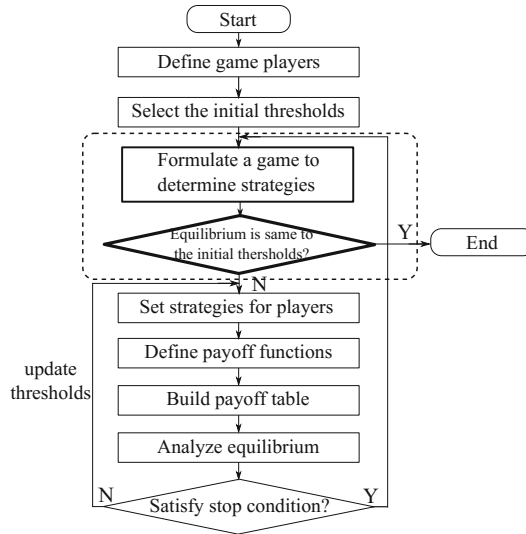 Start
Define game players
Select the initial thresholds
Formulate a game to
determine strategies
Equilibrium is same to
the initial thersholds?
Y
End
N
Set strategies for players
Define payoff functions
update
thresholds
Build payoff table
Analyze equilibrium
N
Satisfy stop condition?
Y